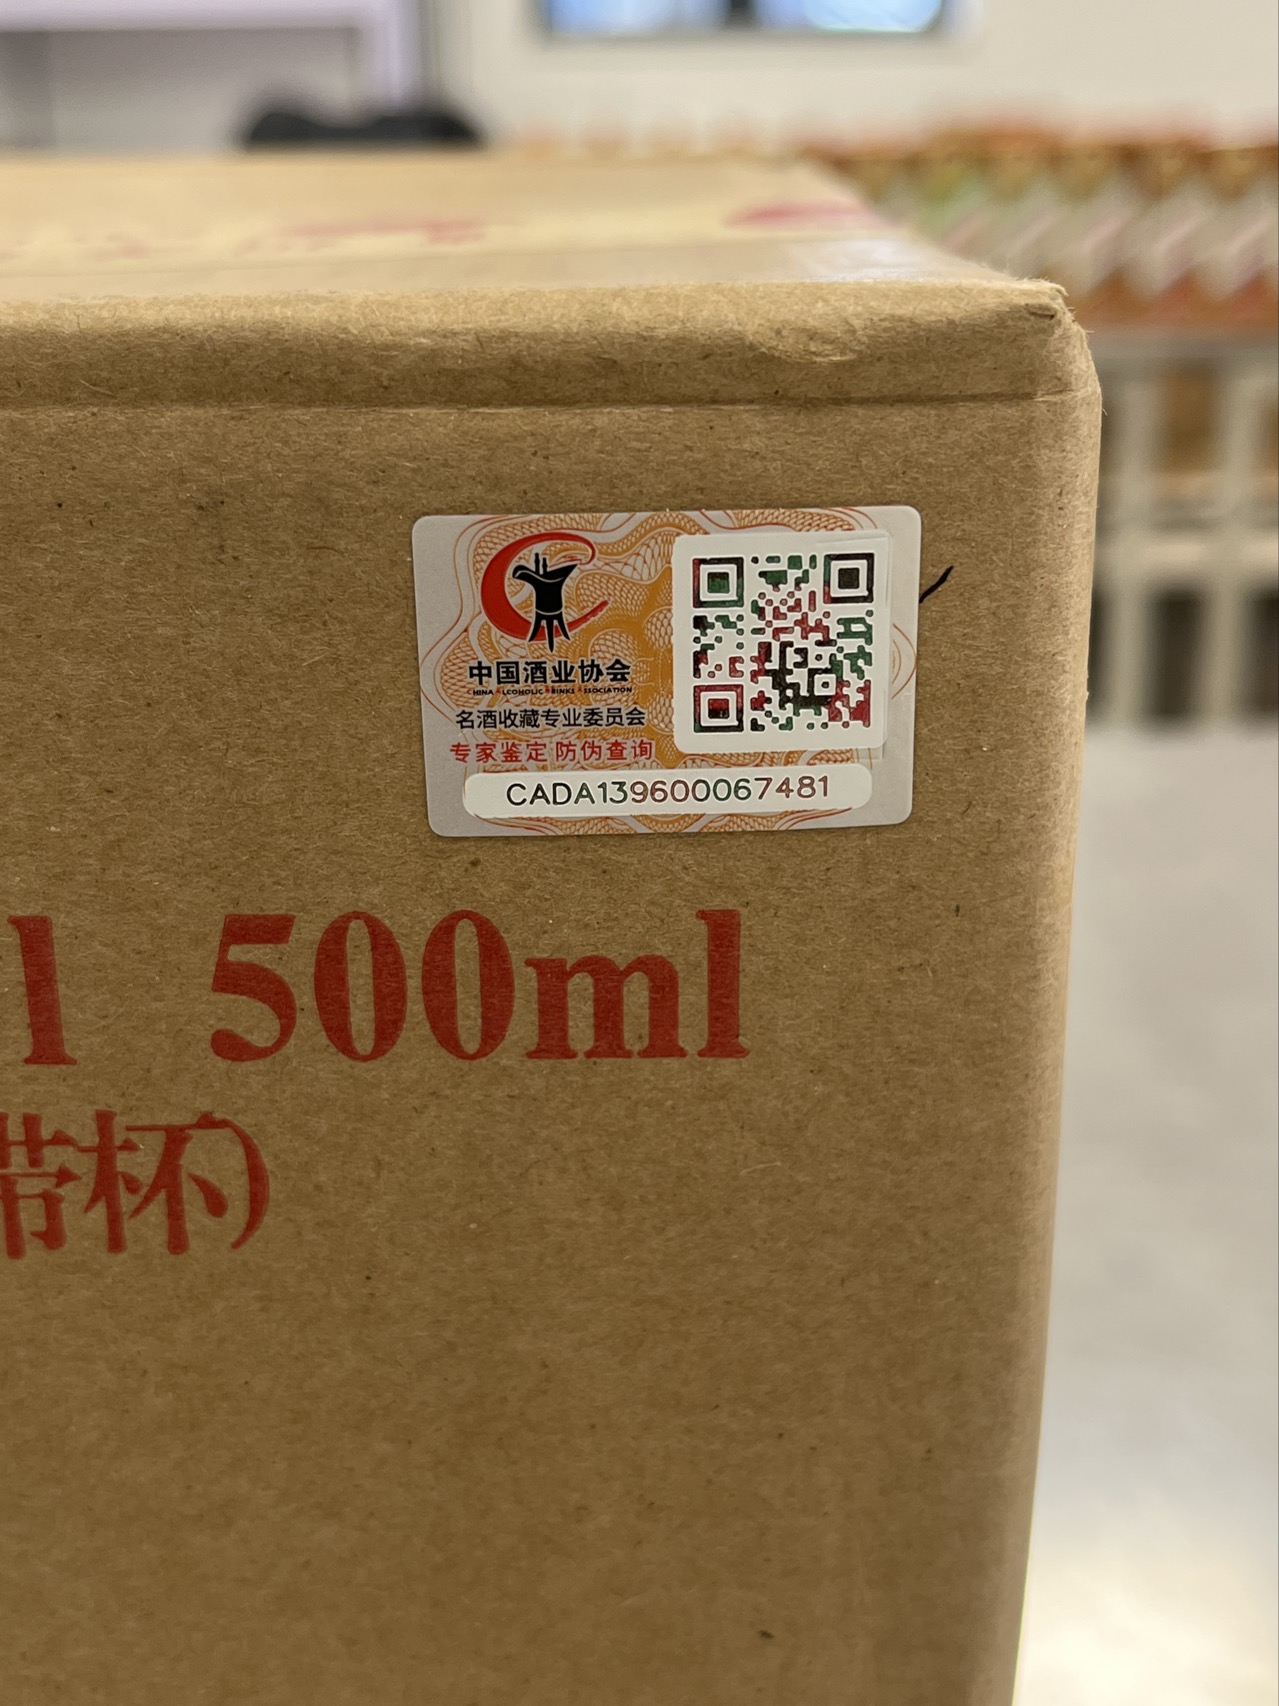 中国酒业协会
CHINA ALCOHOLIC DRINKS ASSOCIATION
名酒收藏专业委员会
专家鉴定 防伪查询
CADA139600067481
l 500ml
带杯)